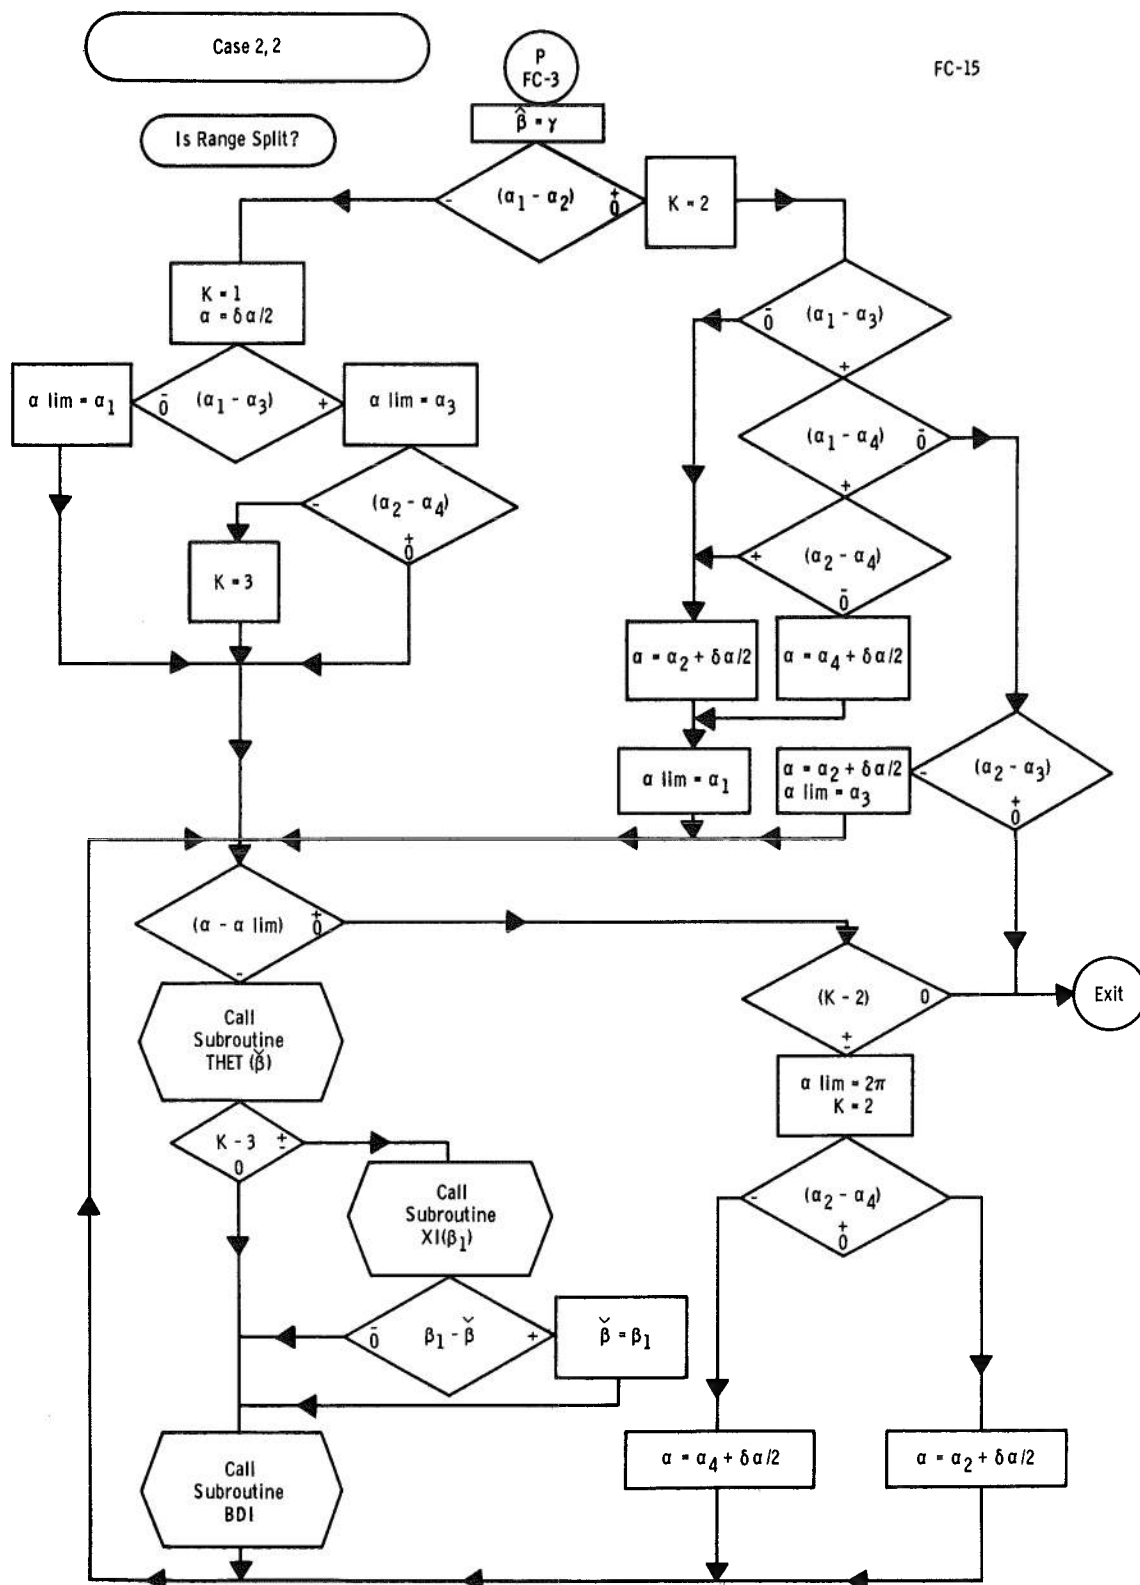 Case 2, 2
P
FC-3
FC-15
β̂ = γ
Is Range Split?
-
(α₁ - α₂)
+
0
K = 2
K = 1
α = δα/2
-
0
(α₁ - α₃)
+
α lim = α₁
-
0
(α₁ - α₃)
+
α lim = α₃
(α₁ - α₄)
-
0
+
-
(α₂ - α₄)
+
0
+
(α₂ - α₄)
-
0
K = 3
α = α₂ + δα/2
α = α₄ + δα/2
α lim = α₁
α = α₂ + δα/2
α lim = α₃
-
(α₂ - α₃)
+
0
(α - α lim)
+
0
-
(K - 2)
0
+
-
Exit
Call
Subroutine
THET (β̌)
α lim = 2π
K = 2
K - 3
+
-
0
Call
Subroutine
XI(β₁)
-
(α₂ - α₄)
+
0
-
0
β₁ - β̌
+
β̌ = β₁
Call
Subroutine
BDI
α = α₄ + δα/2
α = α₂ + δα/2